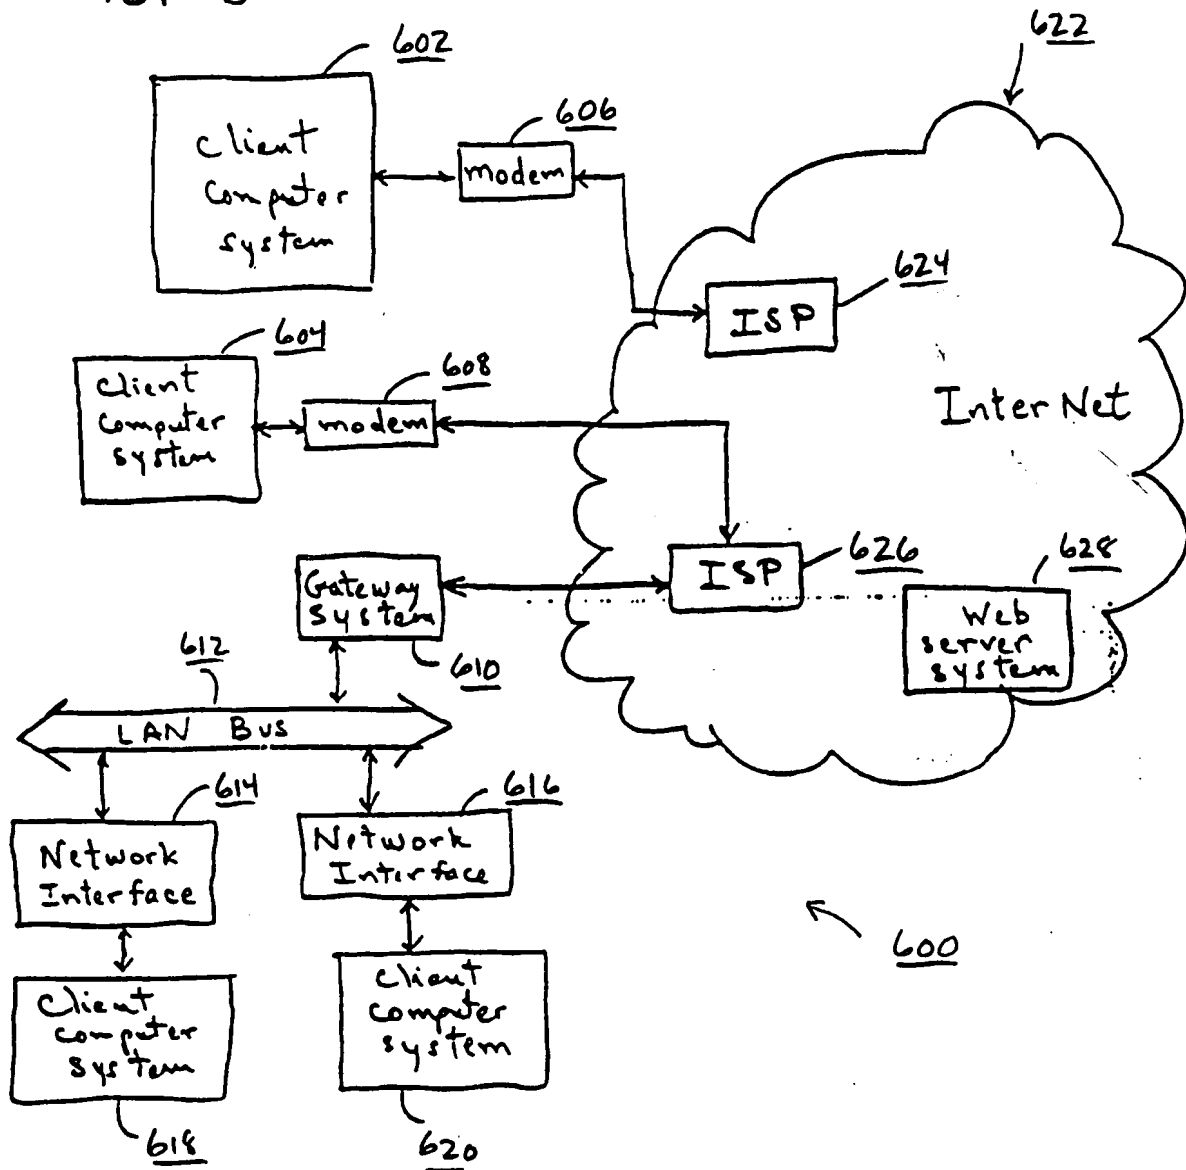 602
622
606
Client
Computer
system
modem
624
ISP
604
608
Client
Computer
system
modem
InterNet
626
628
ISP
Gateway
system
Web
server
system
612
610
LAN Bus
614
616
Network
Interface
Network
Interface
600
Client
computer
system
Client
computer
system
618
620